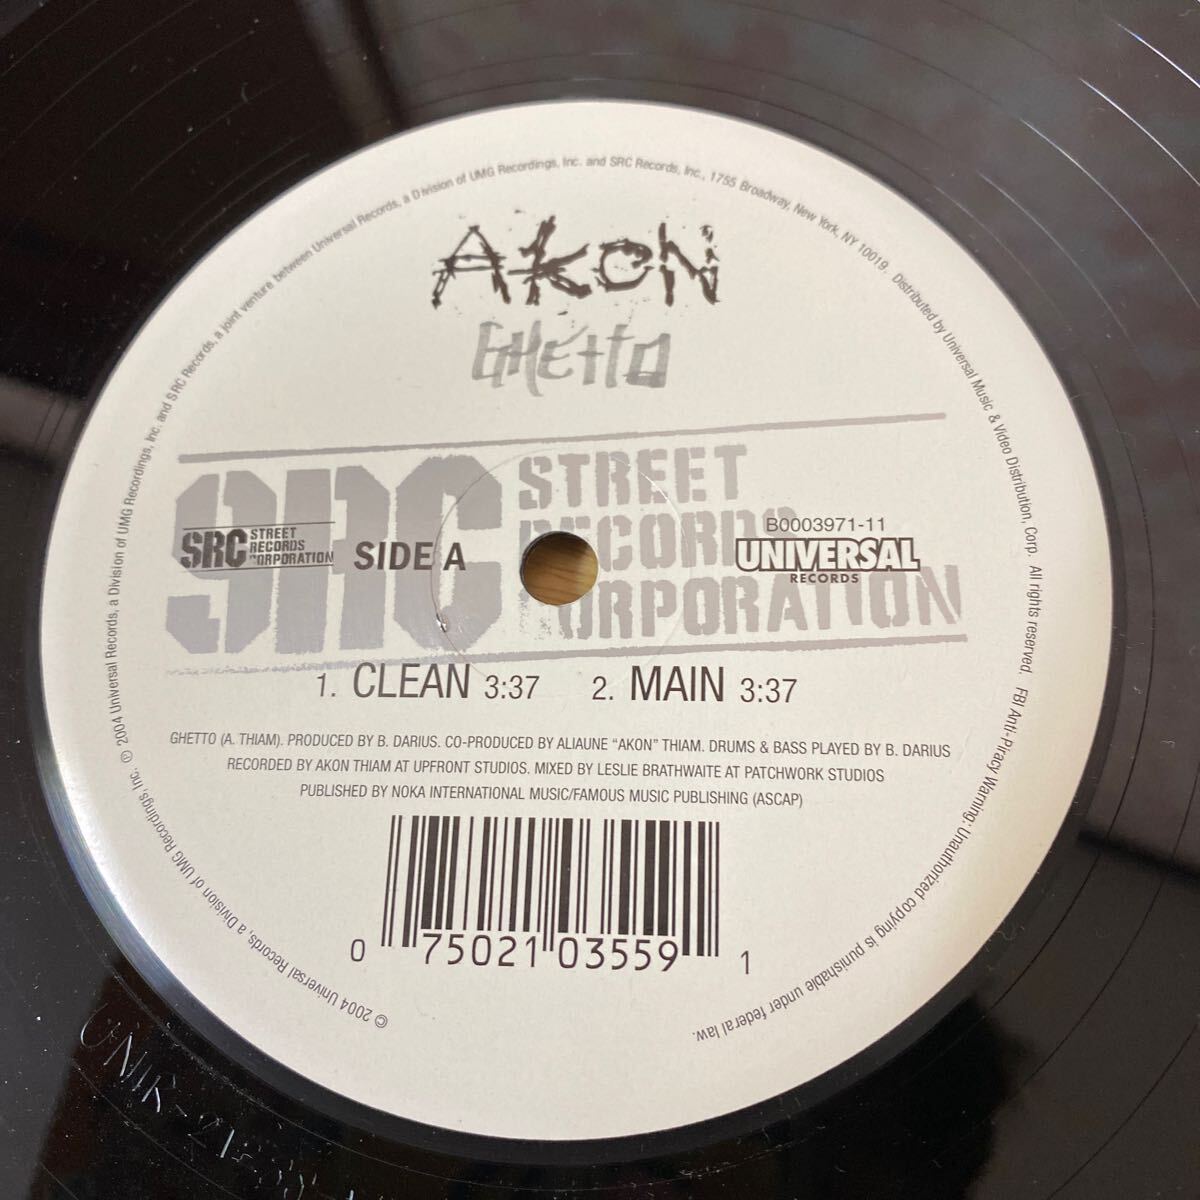 ℗ 2004 Universal Records, a Division of UMG Recordings, Inc. and SRC Records, a joint venture between Universal Records, a Division of UMG Recordings, Inc. and SRC Records, Inc., 1755 Broadway, New York, NY 10019. Distributed by Universal Music & Video Distribution, Corp. All rights reserved. FBI Anti-Piracy Warning: Unauthorized copying is punishable under federal law.
AKON
GHETTO
SRC STREET RECORDS CORPORATION
SRC STREET RECORDS CORPORATION
SIDE A
B0003971-11
UNIVERSAL
RECORDS
1. CLEAN 3:37 2. MAIN 3:37
GHETTO (A. THIAM). PRODUCED BY B. DARIUS. CO-PRODUCED BY ALIAUNE "AKON" THIAM. DRUMS & BASS PLAYED BY B. DARIUS
RECORDED BY AKON THIAM AT UPFRONT STUDIOS. MIXED BY LESLIE BRATHWAITE AT PATCHWORK STUDIOS
PUBLISHED BY NOKA INTERNATIONAL MUSIC/FAMOUS MUSIC PUBLISHING (ASCAP)
0 75021 03559 1
© 2004 Universal Records, a Division of UMG Recordings, Inc.